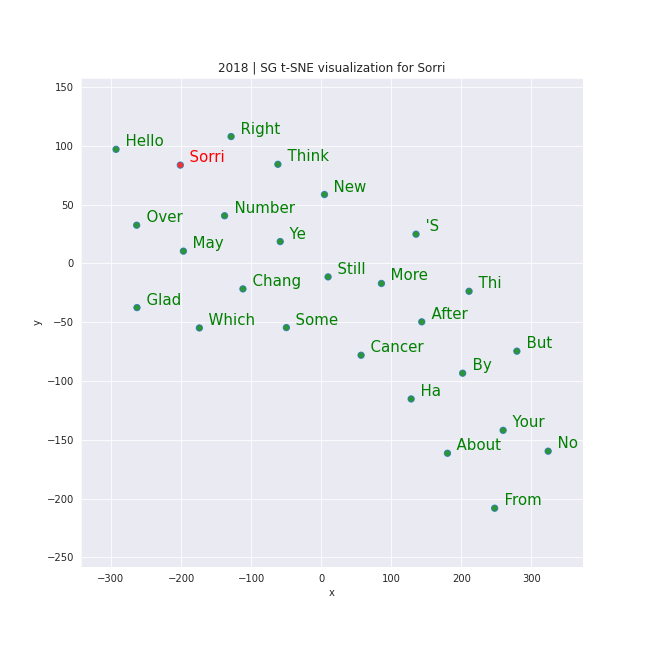 2018 | SG t-SNE visualization for Sorri
150
100
50
0
−50
−100
−150
−200
−250
y
Right
Hello
Sorri
Think
New
Number
Over
'S
Ye
May
Still
More
Chang
Thi
Glad
After
Which
Some
Cancer
But
By
Ha
Your
About
No
From
−300 −200 −100 0 100 200 300
x